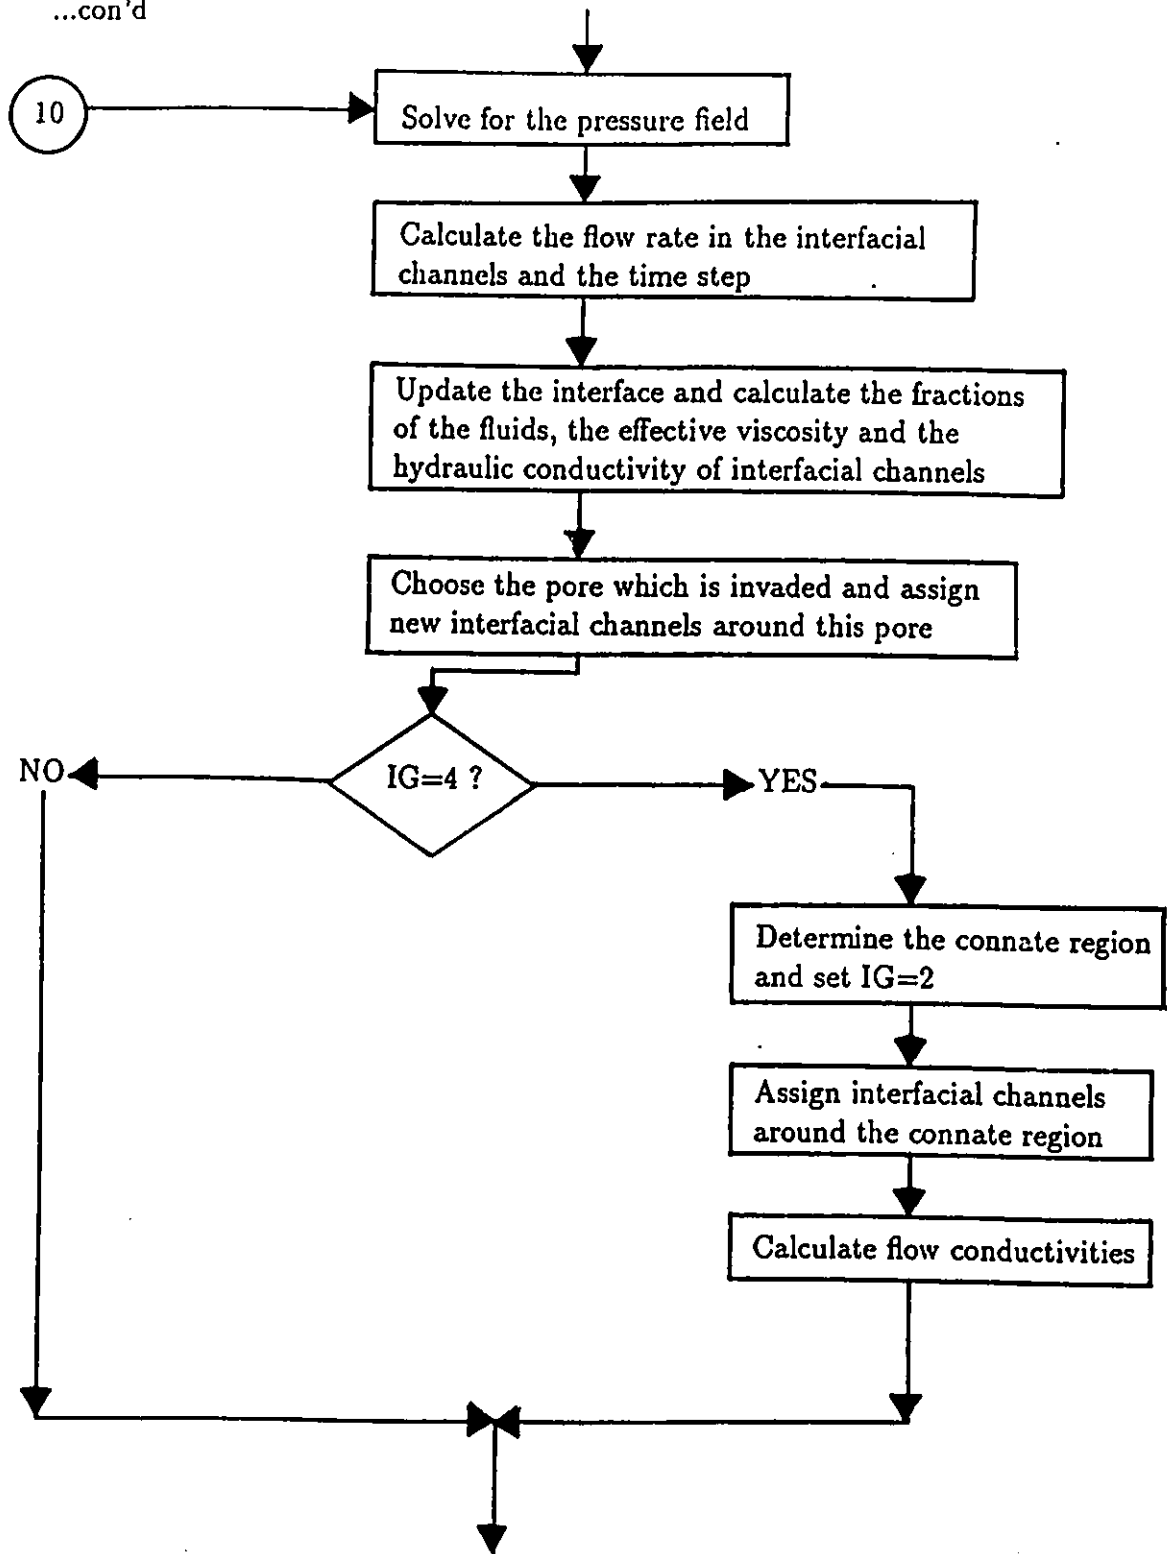 ...con'd
10
Solve for the pressure field
Calculate the flow rate in the interfacial
channels and the time step
Update the interface and calculate the fractions
of the fluids, the effective viscosity and the
hydraulic conductivity of interfacial channels
Choose the pore which is invaded and assign
new interfacial channels around this pore
NO
IG=4 ?
YES
Determine the connate region
and set IG=2
Assign interfacial channels
around the connate region
Calculate flow conductivities